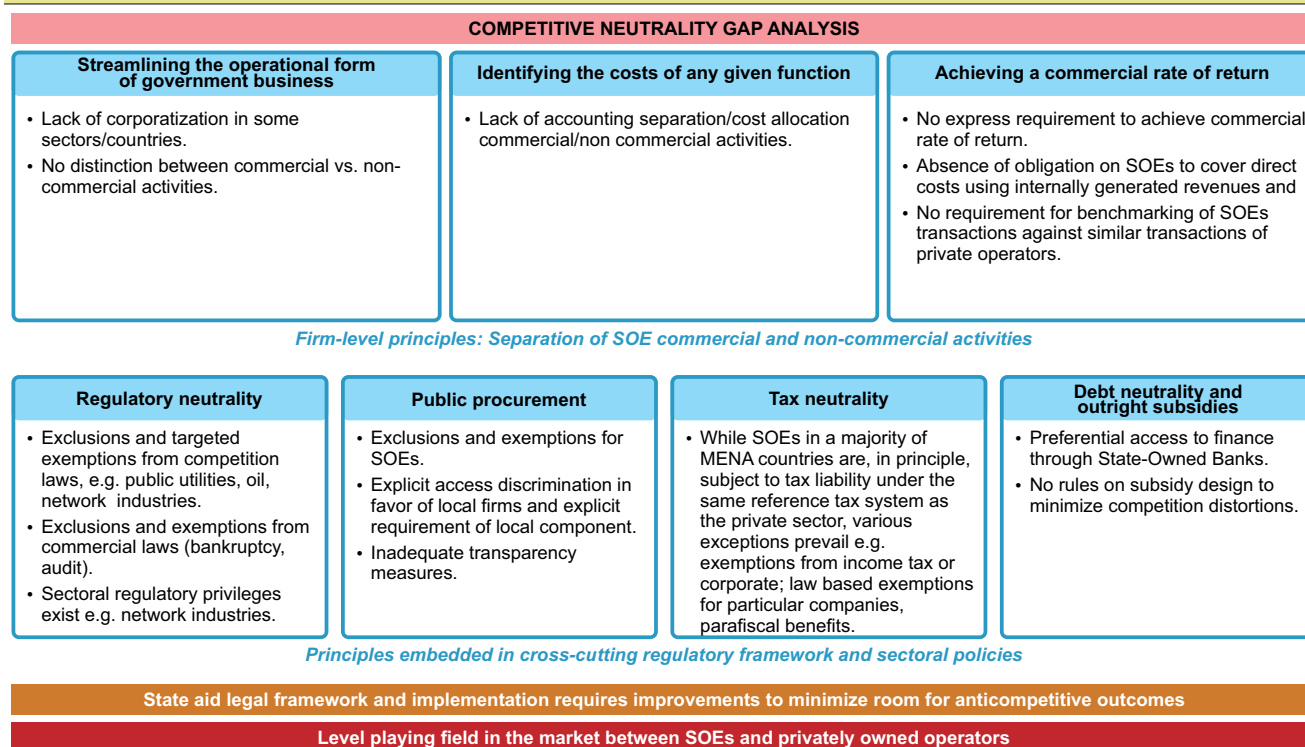 COMPETITIVE NEUTRALITY GAP ANALYSIS
Streamlining the operational form
of government business
• Lack of corporatization in some
sectors/countries.
• No distinction between commercial vs. non-
commercial activities.
Identifying the costs of any given function
• Lack of accounting separation/cost allocation
commercial/non commercial activities.
Achieving a commercial rate of return
• No express requirement to achieve commercial
rate of return.
• Absence of obligation on SOEs to cover direct
costs using internally generated revenues and
• No requirement for benchmarking of SOEs
transactions against similar transactions of
private operators.
Firm-level principles: Separation of SOE commercial and non-commercial activities
Regulatory neutrality
• Exclusions and targeted
exemptions from competition
laws, e.g. public utilities, oil,
network industries.
• Exclusions and exemptions from
commercial laws (bankruptcy,
audit).
• Sectoral regulatory privileges
exist e.g. network industries.
Public procurement
• Exclusions and exemptions for
SOEs.
• Explicit access discrimination in
favor of local firms and explicit
requirement of local component.
• Inadequate transparency
measures.
Tax neutrality
• While SOEs in a majority of
MENA countries are, in principle,
subject to tax liability under the
same reference tax system as
the private sector, various
exceptions prevail e.g.
exemptions from income tax or
corporate; law based exemptions
for particular companies,
parafiscal benefits.
Debt neutrality and
outright subsidies
• Preferential access to finance
through State-Owned Banks.
• No rules on subsidy design to
minimize competition distortions.
Principles embedded in cross-cutting regulatory framework and sectoral policies
State aid legal framework and implementation requires improvements to minimize room for anticompetitive outcomes
Level playing field in the market between SOEs and privately owned operators